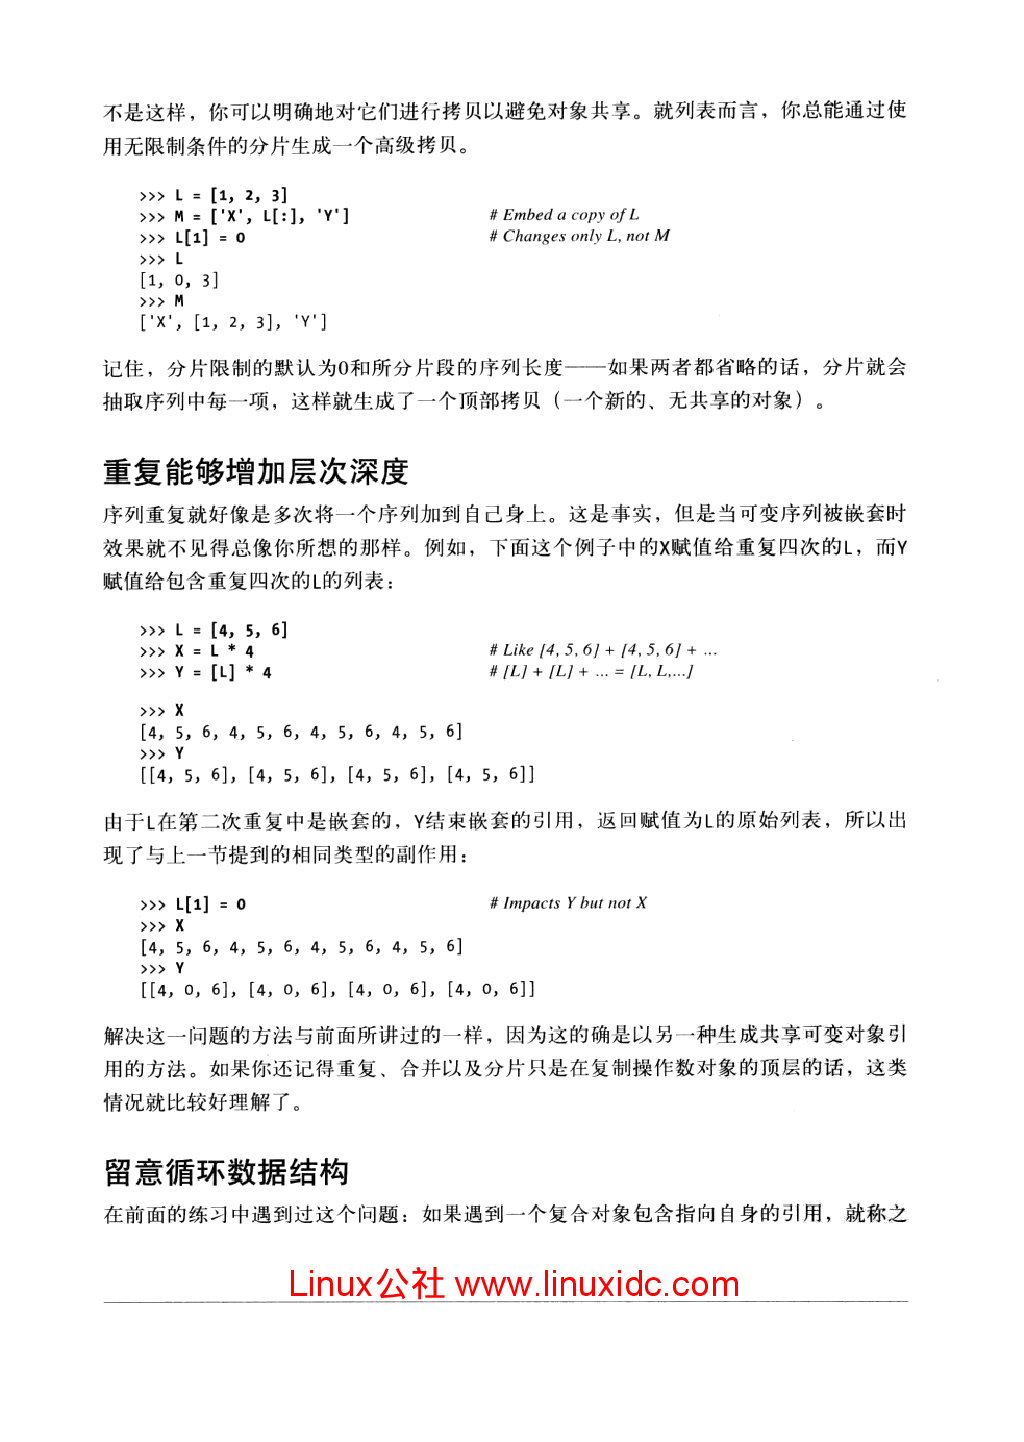 不是这样，你可以明确地对它们进行拷贝以避免对象共享。就列表而言，你总能通过使
用无限制条件的分片生成一个高级拷贝。
>>> L = [1, 2, 3]
>>> M = ['X', L[:], 'Y'] # Embed a copy of L
>>> L[1] = 0 # Changes only L, not M
>>> L
[1, 0, 3]
>>> M
['X', [1, 2, 3], 'Y']
记住，分片限制的默认为0和所分片段的序列长度——如果两者都省略的话，分片就会
抽取序列中每一项，这样就生成了一个顶部拷贝（一个新的、无共享的对象）。
重复能够增加层次深度
序列重复就好像是多次将一个序列加到自己身上。这是事实，但是当可变序列被嵌套时
效果就不见得总像你所想的那样。例如，下面这个例子中的X赋值给重复四次的L，而Y
赋值给包含重复四次的L的列表：
>>> L = [4, 5, 6]
>>> X = L * 4 # Like [4, 5, 6] + [4, 5, 6] + ...
>>> Y = [L] * 4 # [L] + [L] + ... = [L, L,...]
>>> X
[4, 5, 6, 4, 5, 6, 4, 5, 6, 4, 5, 6]
>>> Y
[[4, 5, 6], [4, 5, 6], [4, 5, 6], [4, 5, 6]]
由于L在第二次重复中是嵌套的，Y结束嵌套的引用，返回赋值为L的原始列表，所以出
现了与上一节提到的相同类型的副作用：
>>> L[1] = 0 # Impacts Y but not X
>>> X
[4, 5, 6, 4, 5, 6, 4, 5, 6, 4, 5, 6]
>>> Y
[[4, 0, 6], [4, 0, 6], [4, 0, 6], [4, 0, 6]]
解决这一问题的方法与前面所讲过的一样，因为这的确是以另一种生成共享可变对象引
用的方法。如果你还记得重复、合并以及分片只是在复制操作数对象的顶层的话，这类
情况就比较好理解了。
留意循环数据结构
在前面的练习中遇到过这个问题：如果遇到一个复合对象包含指向自身的引用，就称之
Linux公社 www.linuxidc.com